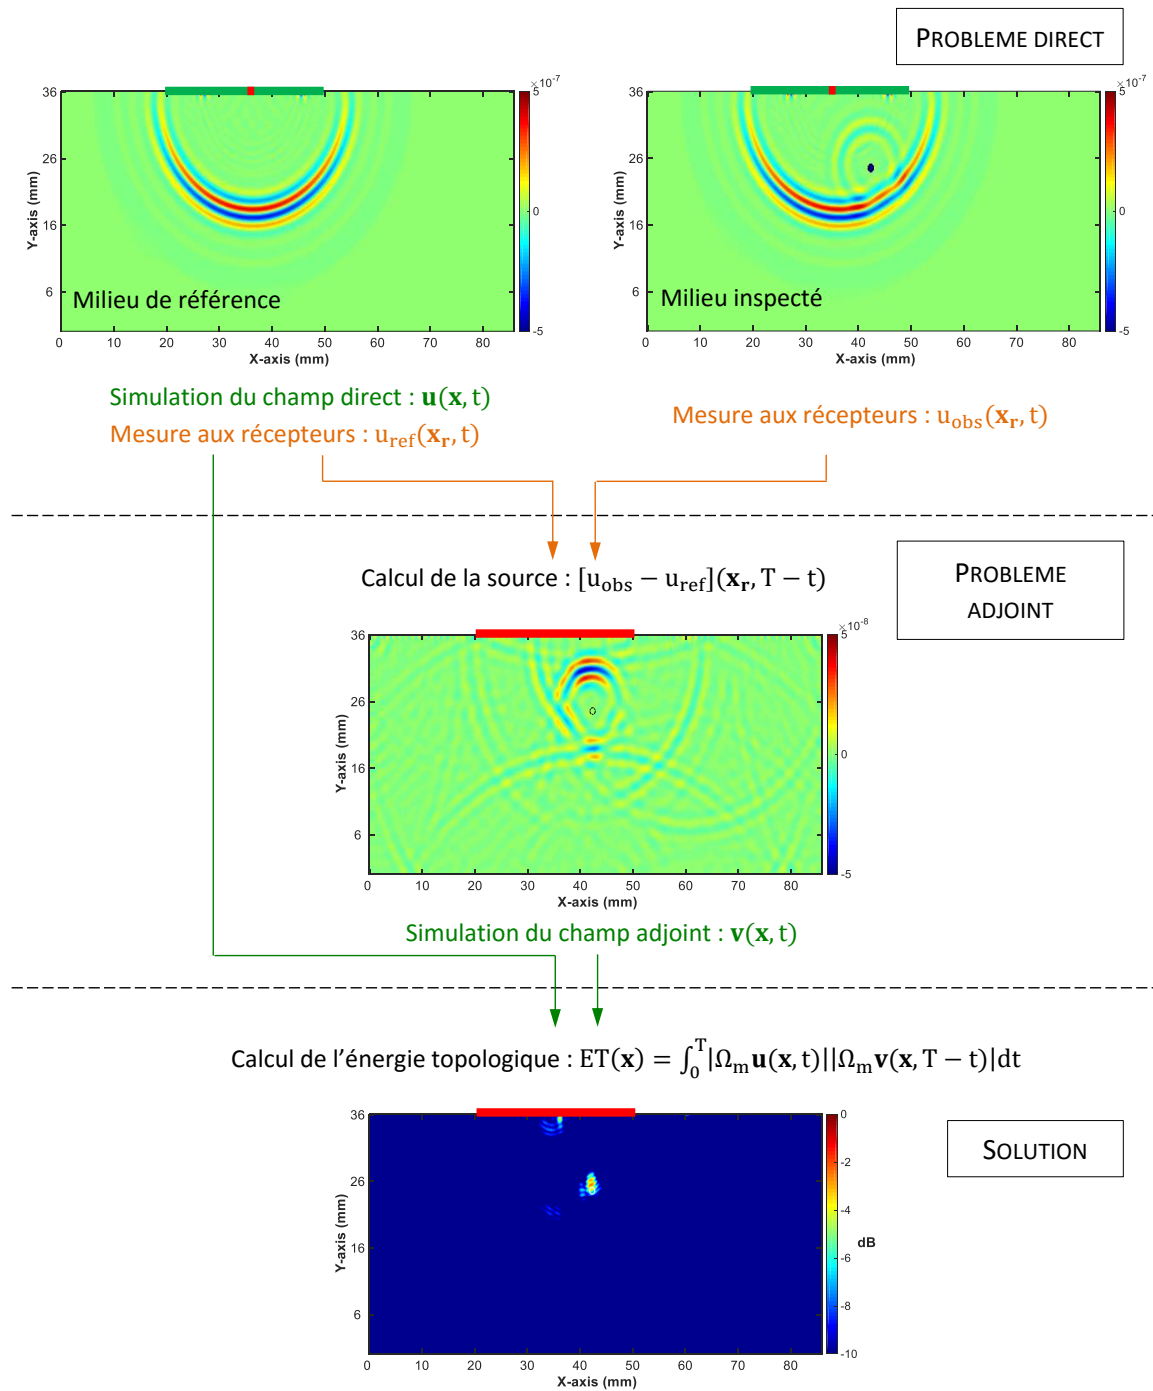 PROBLEME DIRECT
×10⁻⁷
5
0
-5
36
26
16
6
Y-axis (mm)
Milieu de référence
0 10 20 30 40 50 60 70 80
X-axis (mm)
×10⁻⁷
5
0
-5
36
26
16
6
Y-axis (mm)
Milieu inspecté
0 10 20 30 40 50 60 70 80
X-axis (mm)
Simulation du champ direct : u(x, t)
Mesure aux récepteurs : u_ref(x_r, t)
Mesure aux récepteurs : u_obs(x_r, t)
PROBLEME
ADJOINT
Calcul de la source : [u_obs − u_ref](x_r, T − t)
×10⁻⁸
5
0
-5
36
26
16
6
Y-axis (mm)
0 10 20 30 40 50 60 70 80
X-axis (mm)
Simulation du champ adjoint : v(x, t)
Calcul de l’énergie topologique : ET(x) = ∫₀ᵀ|Ω_m u(x, t)||Ω_m v(x, T − t)|dt
SOLUTION
36
26
16
6
Y-axis (mm)
0
-2
-4
-6
-8
-10
dB
0 10 20 30 40 50 60 70 80
X-axis (mm)